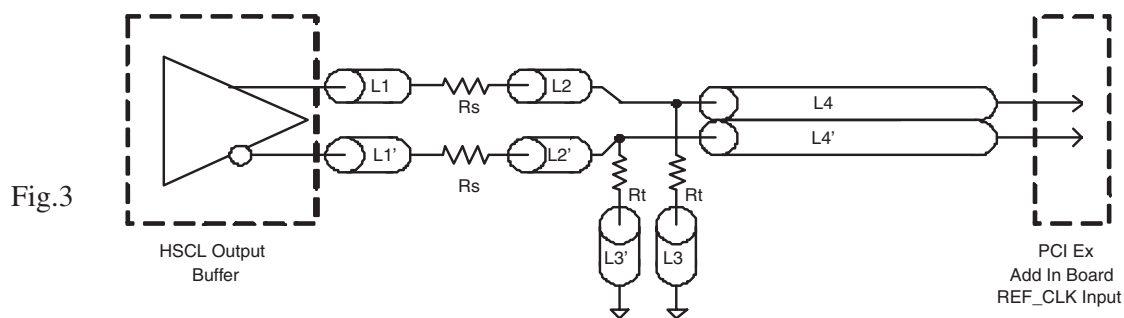 L1
Rs
L2
L4
L1'
Rs
L2'
L4'
Fig.3
Rt
Rt
L3'
L3
HSCL Output
Buffer
PCI Ex
Add In Board
REF_CLK Input